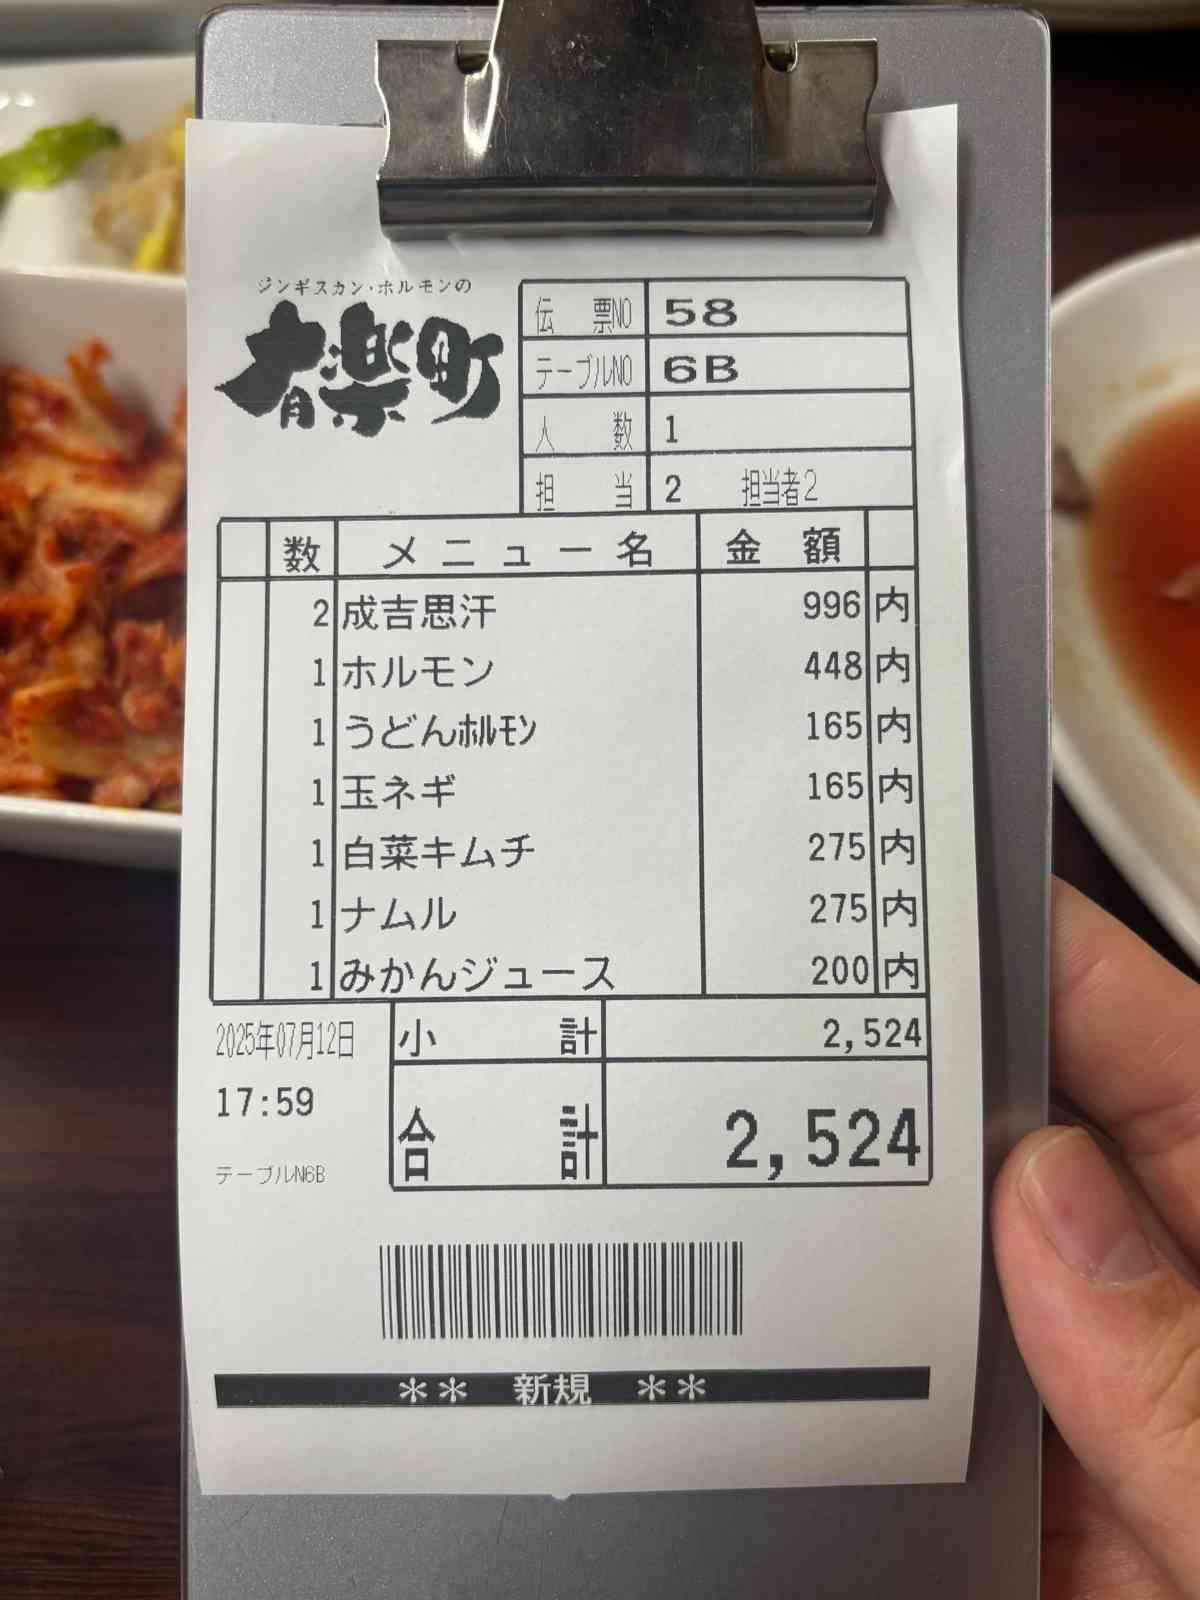 ジンギスカン・ホルモンの
有楽町
伝票NO 58
テーブルNO 6B
人数 1
担当 2 担当者2
数 メニュー名 金額
2 成吉思汗 996 内
1 ホルモン 448 内
1 うどんﾎﾙﾓﾝ 165 内
1 玉ネギ 165 内
1 白菜キムチ 275 内
1 ナムル 275 内
1 みかんジュース 200 内
2025年07月12日 小計 2,524
17:59
合計 2,524
テーブルN6B
** 新規 **